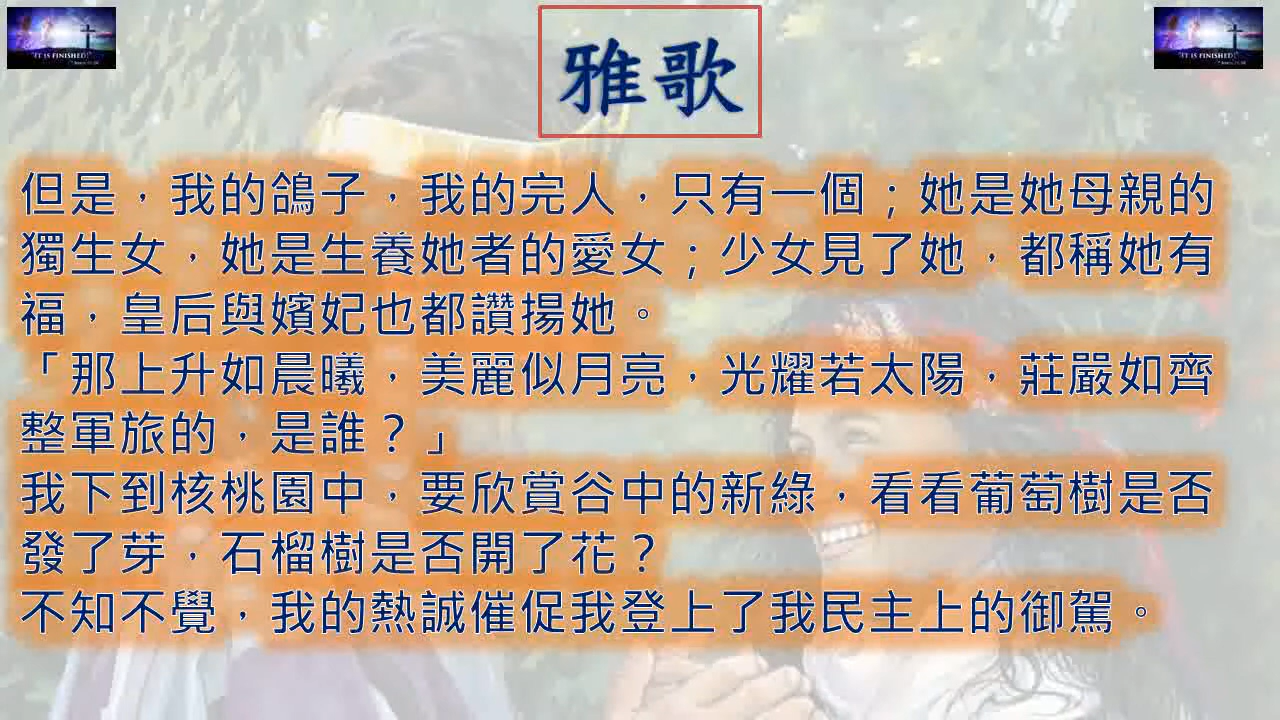 雅歌
但是，我的鴿子，我的完人，只有一個；她是她母親的
獨生女，她是生養她者的愛女；少女見了她，都稱她有
福，皇后與嬪妃也都讚揚她。
「那上升如晨曦，美麗似月亮，光耀若太陽，莊嚴如齊
整軍旅的，是誰？」
我下到核桃園中，要欣賞谷中的新綠，看看葡萄樹是否
發了芽，石榴樹是否開了花？
不知不覺，我的熱誠催促我登上了我民主上的御駕。
"IT IS FINISHED!"
"IT IS FINISHED!"